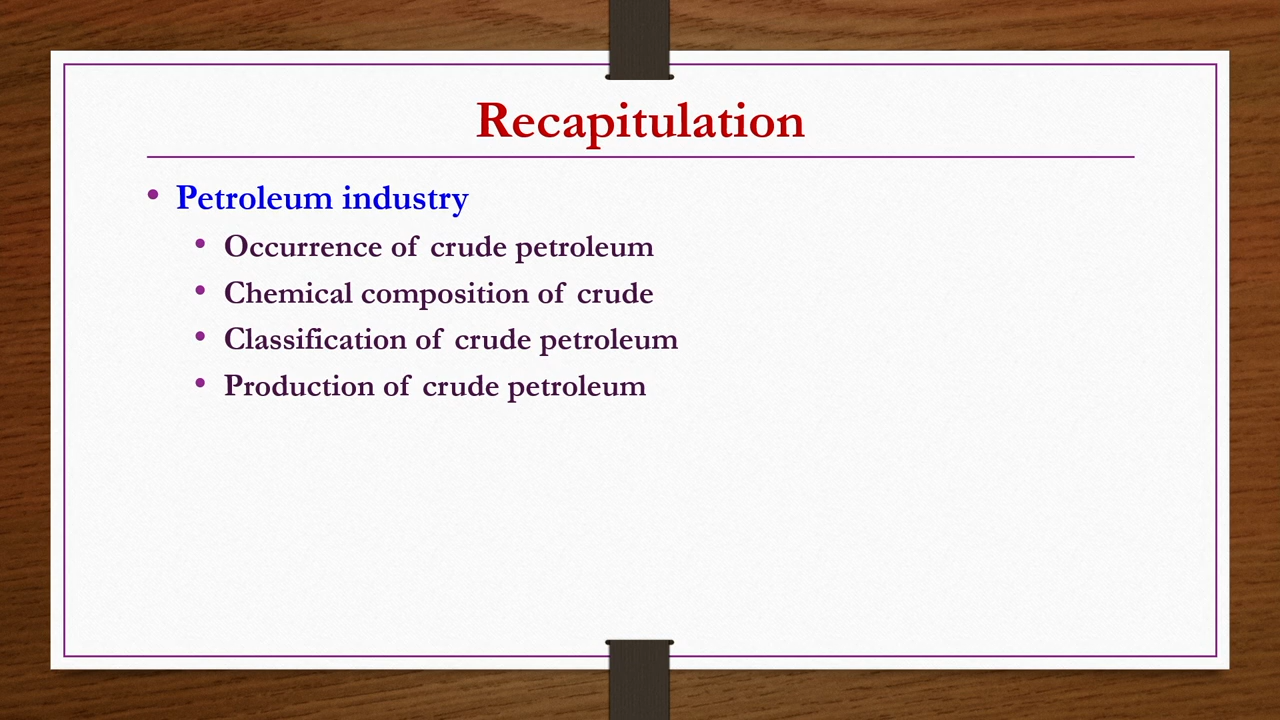 Recapitulation
• Petroleum industry
• Occurrence of crude petroleum
• Chemical composition of crude
• Classification of crude petroleum
• Production of crude petroleum